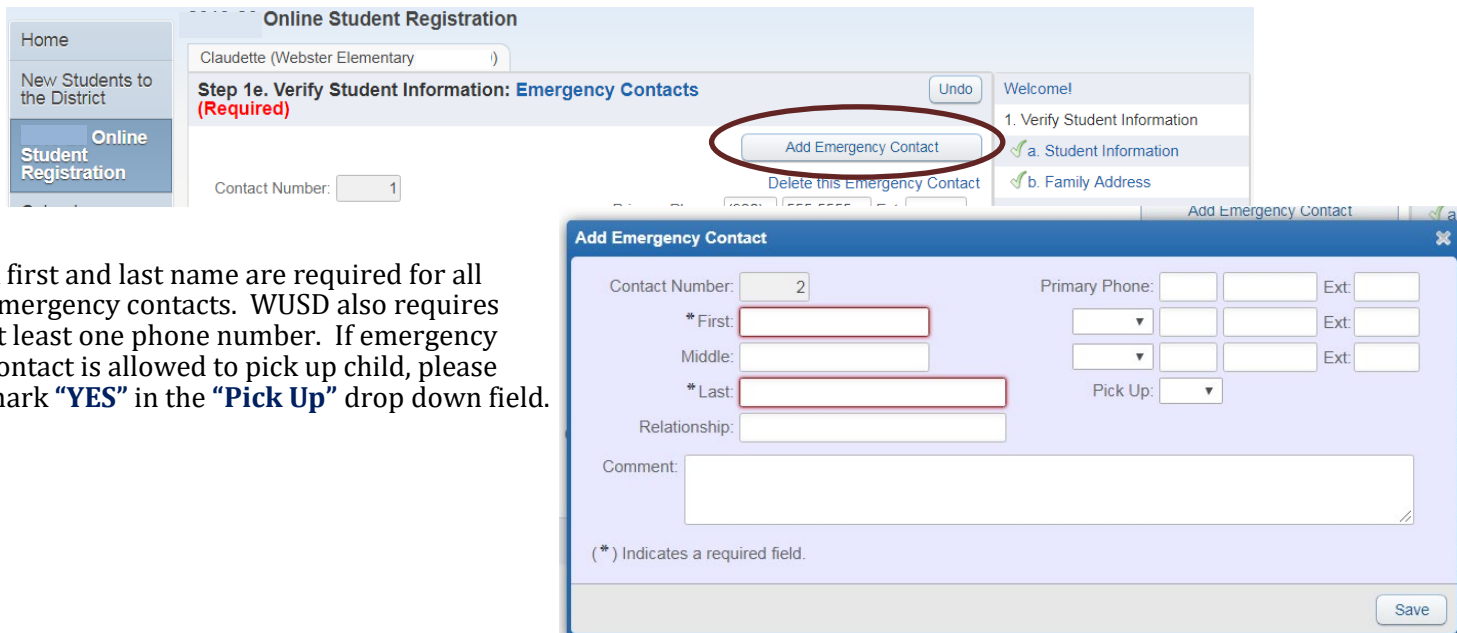 Online Student Registration
Home
New Students to
the District
Online
Student
Registration
Claudette (Webster Elementary )
Step 1e. Verify Student Information: Emergency Contacts
(Required)
Undo
Add Emergency Contact
Contact Number: 1
Delete this Emergency Contact
Welcome!
1. Verify Student Information
a. Student Information
b. Family Address
Add Emergency Contact
first and last name are required for all
mergency contacts. WUSD also requires
t least one phone number. If emergency
ontact is allowed to pick up child, please
mark “YES” in the “Pick Up” drop down field.
Add Emergency Contact
Contact Number: 2
Primary Phone: Ext:
*First: Ext:
Middle: Ext:
*Last: Pick Up:
Relationship:
Comment:
(*) Indicates a required field.
Save